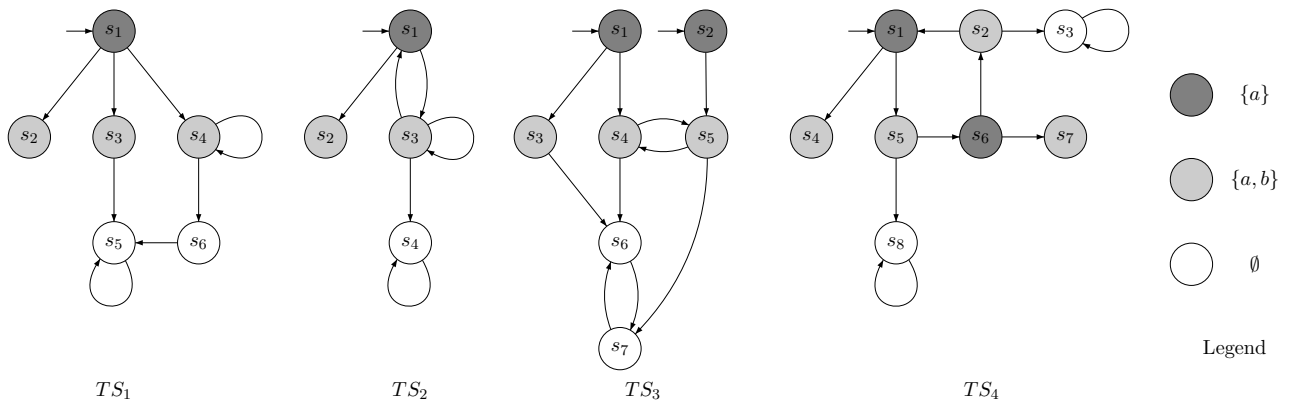 s₁ s₁ s₁ s₂ s₁ s₂ s₃
{a}
s₂ s₃ s₄ s₂ s₃ s₃ s₄ s₅ s₄ s₅ s₆ s₇
{a, b}
s₅ s₆ s₄ s₆ s₈
∅
s₇
Legend
TS₁ TS₂ TS₃ TS₄